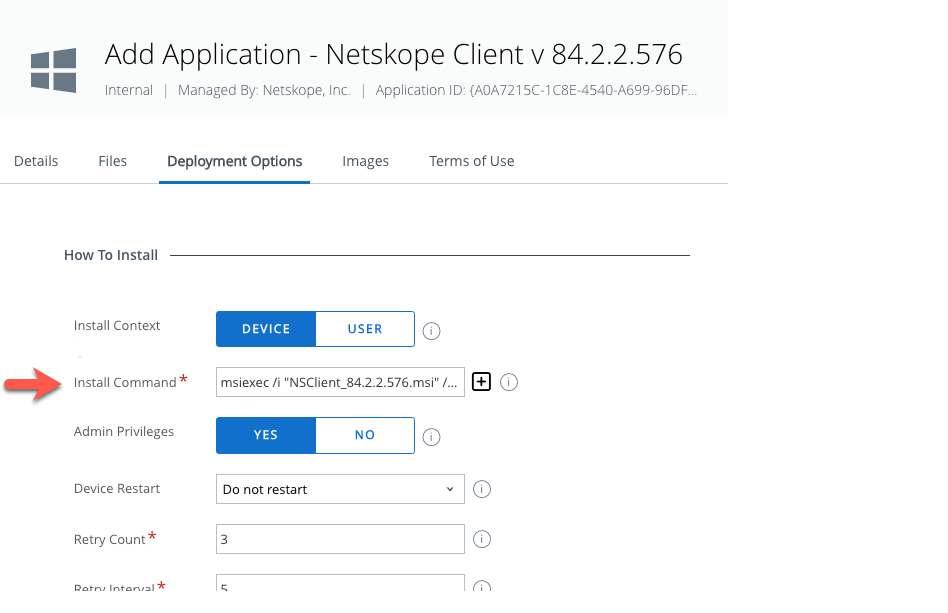 Add Application - Netskope Client v 84.2.2.576
Internal | Managed By: Netskope, Inc. | Application ID: {A0A7215C-1C8E-4540-A699-96DF...
Details Files Deployment Options Images Terms of Use
How To Install
Install Context DEVICE USER i
Install Command* msiexec /i "NSClient_84.2.2.576.msi" /... + i
Admin Privileges YES NO i
Device Restart Do not restart i
Retry Count* 3 i
Retry Interval* 5 i